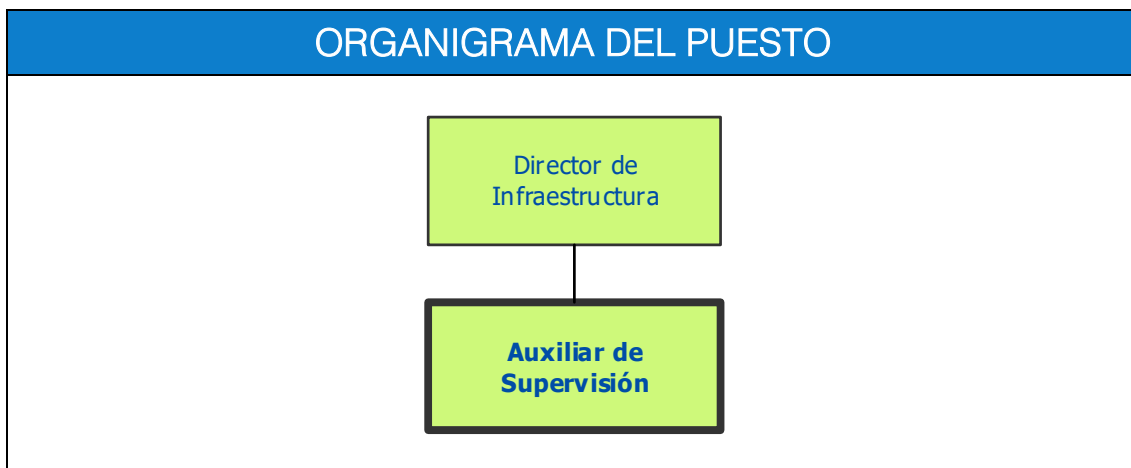 ORGANIGRAMA DEL PUESTO
Director de
Infraestructura
Auxiliar de
Supervisión